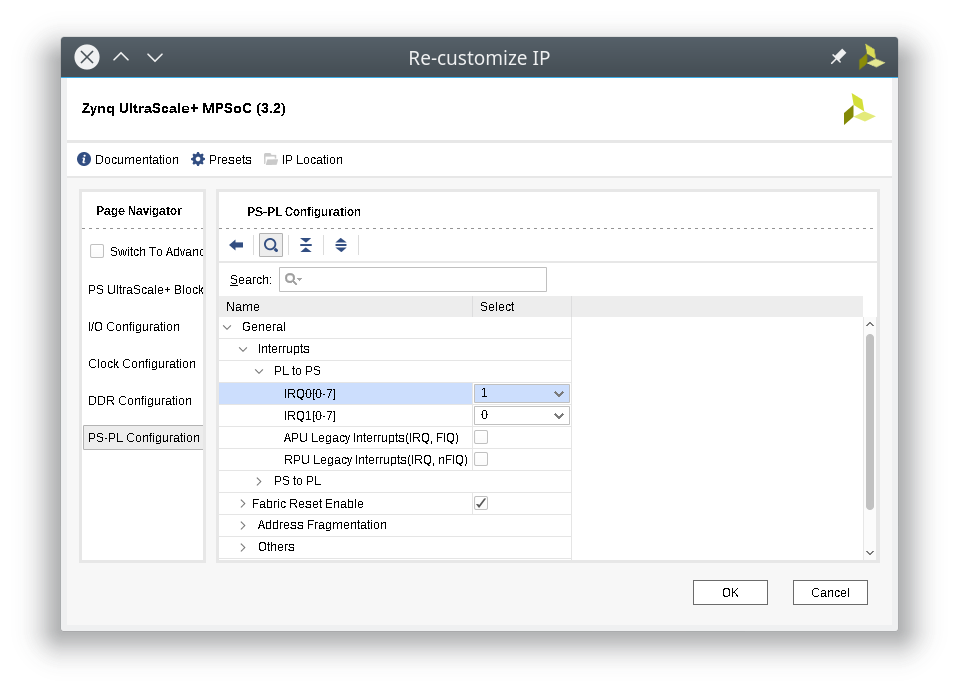 Re-customize IP
Zynq UltraScale+ MPSoC (3.2)
Documentation Presets IP Location
Page Navigator
Switch To Advanc
PS UltraScale+ Block
I/O Configuration
Clock Configuration
DDR Configuration
PS-PL Configuration
PS-PL Configuration
Search:
Name Select
General
Interrupts
PL to PS
IRQ0[0-7] 1
IRQ1[0-7] 0
APU Legacy Interrupts(IRQ, FIQ)
RPU Legacy Interrupts(IRQ, nFIQ)
PS to PL
Fabric Reset Enable
Address Fragmentation
Others
OK Cancel